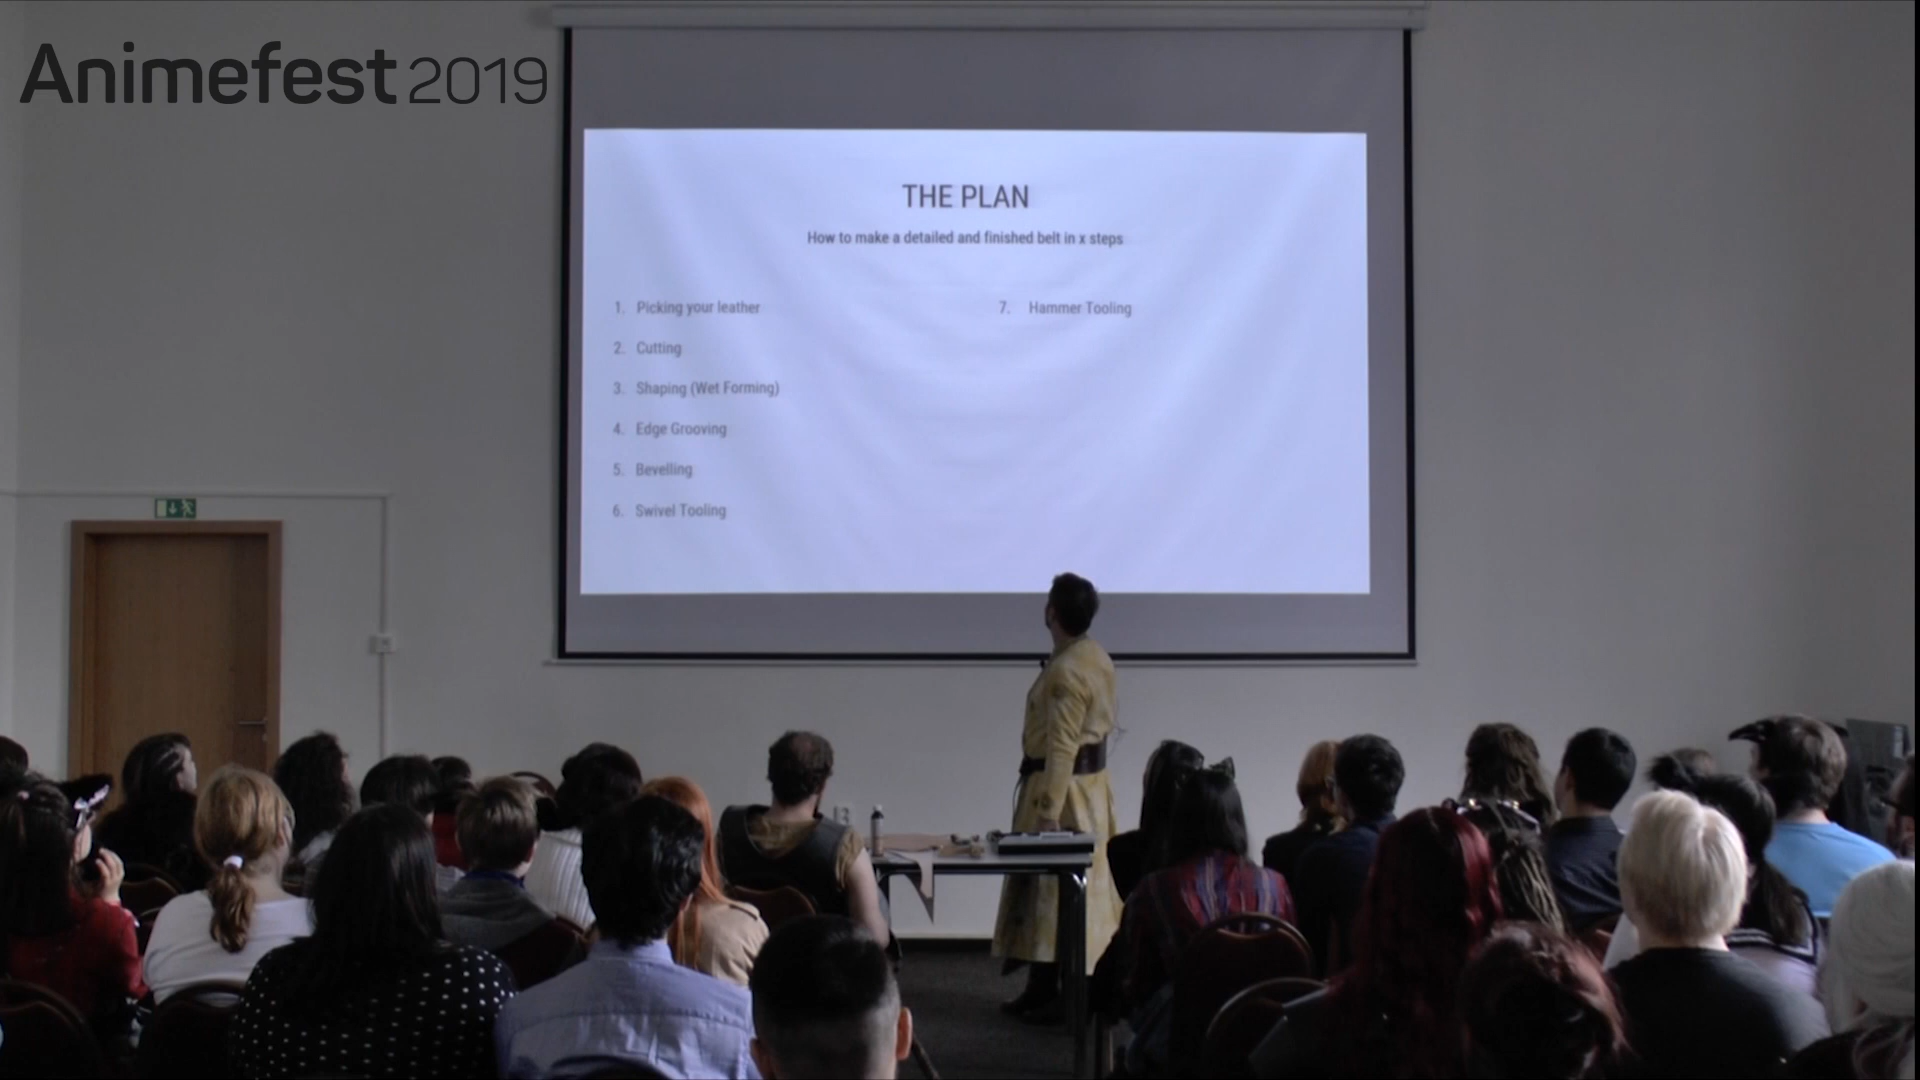 Animefest 2019
THE PLAN
How to make a detailed and finished belt in x steps
1. Picking your leather
2. Cutting
3. Shaping (Wet Forming)
4. Edge Grooving
5. Bevelling
6. Swivel Tooling
7. Hammer Tooling